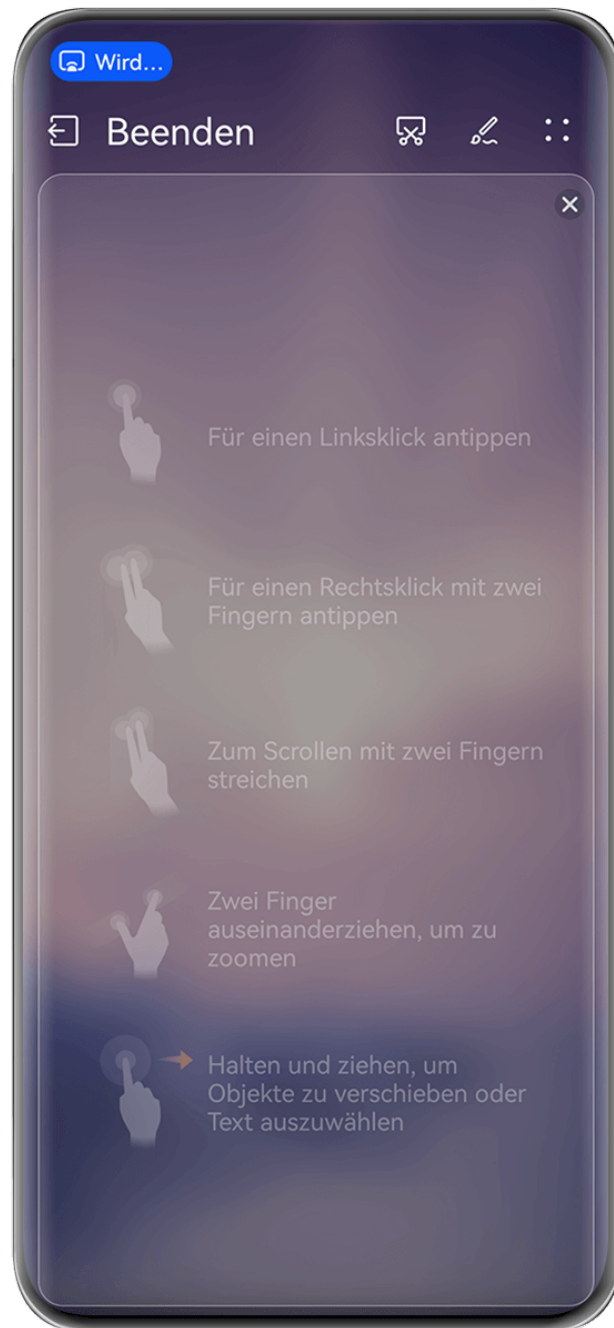 Wird...
Beenden
Für einen Linksklick antippen
Für einen Rechtsklick mit zwei
Fingern antippen
Zum Scrollen mit zwei Fingern
streichen
Zwei Finger
auseinanderziehen, um zu
zoomen
Halten und ziehen, um
Objekte zu verschieben oder
Text auszuwählen